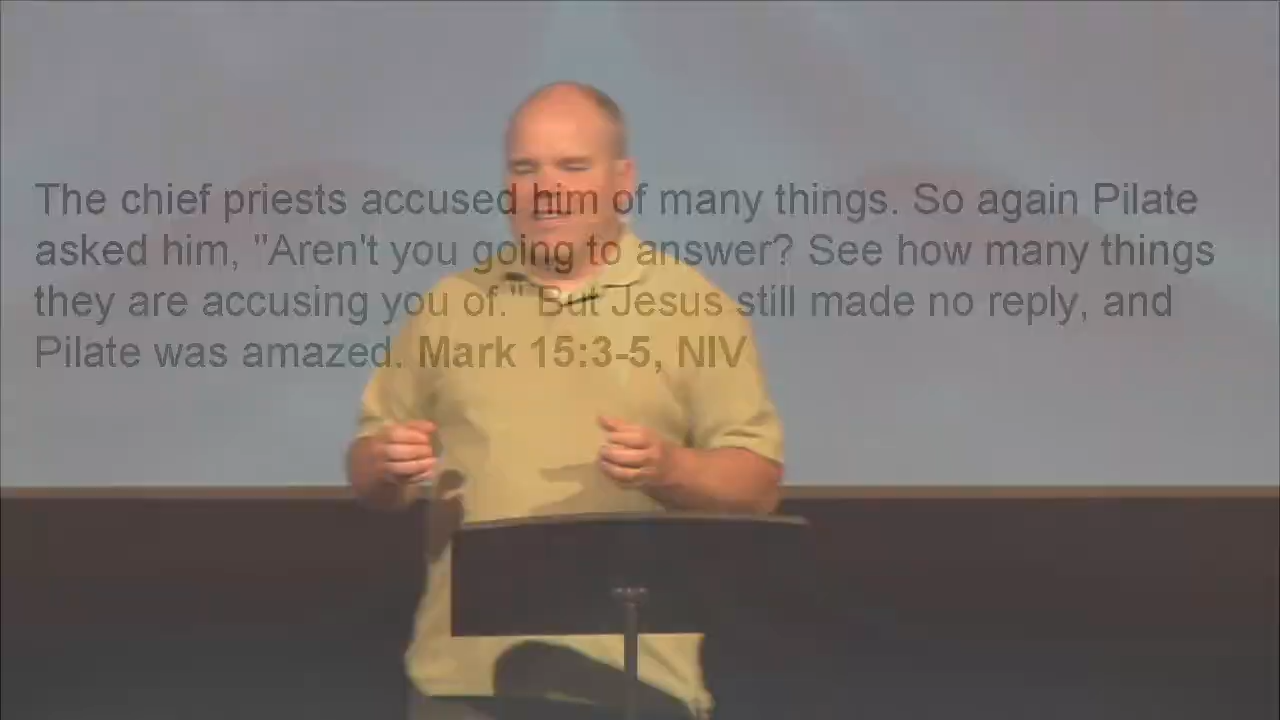 The chief priests accused him of many things. So again Pilate
asked him, "Aren't you going to answer? See how many things
they are accusing you of." But Jesus still made no reply, and
Pilate was amazed. Mark 15:3-5, NIV